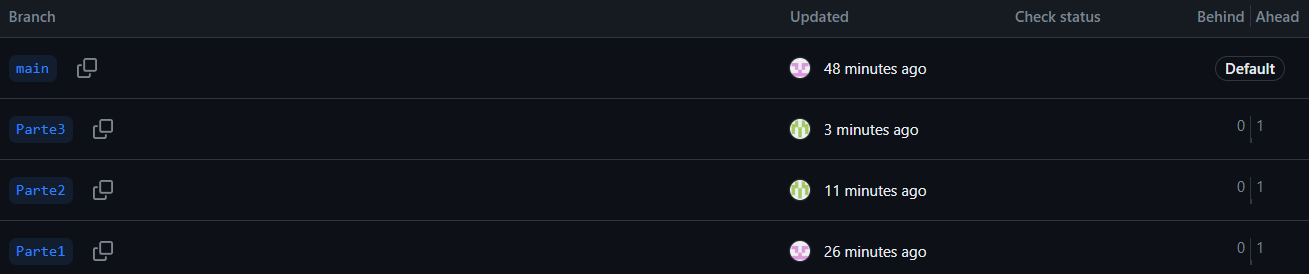 Branch Updated Check status Behind Ahead
main 48 minutes ago Default
Parte3 3 minutes ago 0 1
Parte2 11 minutes ago 0 1
Parte1 26 minutes ago 0 1